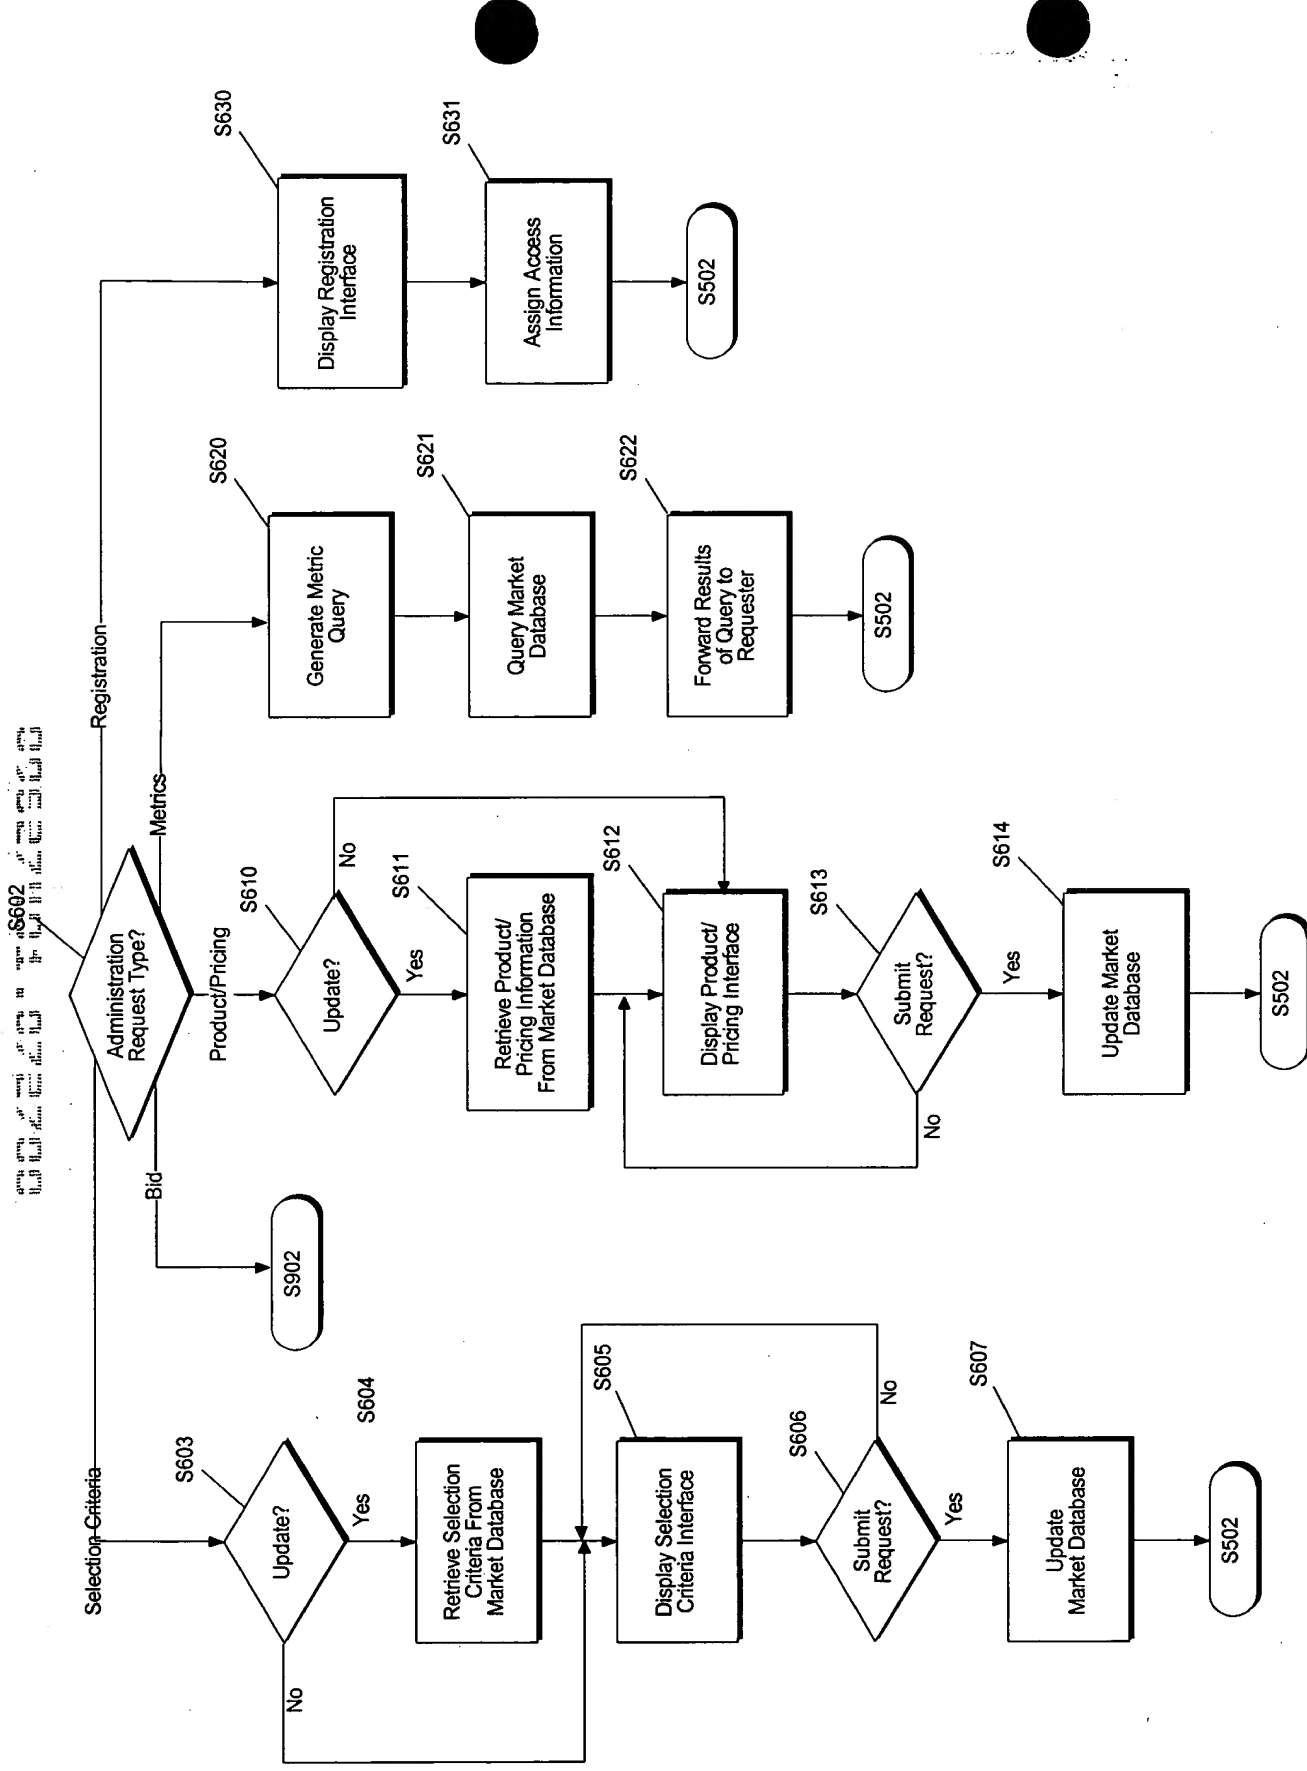 S602
Administration
Request Type?
Selection Criteria
Bid
Product/Pricing
Metrics
Registration
S603
Update?
No
Yes
S604
Retrieve Selection
Criteria From
Market Database
S605
Display Selection
Criteria Interface
S606
Submit
Request?
No
Yes
S607
Update
Market Database
S502
S902
S610
Update?
No
Yes
S611
Retrieve Product/
Pricing Information
From Market Database
S612
Display Product/
Pricing Interface
S613
Submit
Request?
No
Yes
S614
Update Market
Database
S502
S620
Generate Metric
Query
S621
Query Market
Database
S622
Forward Results
of Query to
Requester
S502
S630
Display Registration
Interface
S631
Assign Access
Information
S502